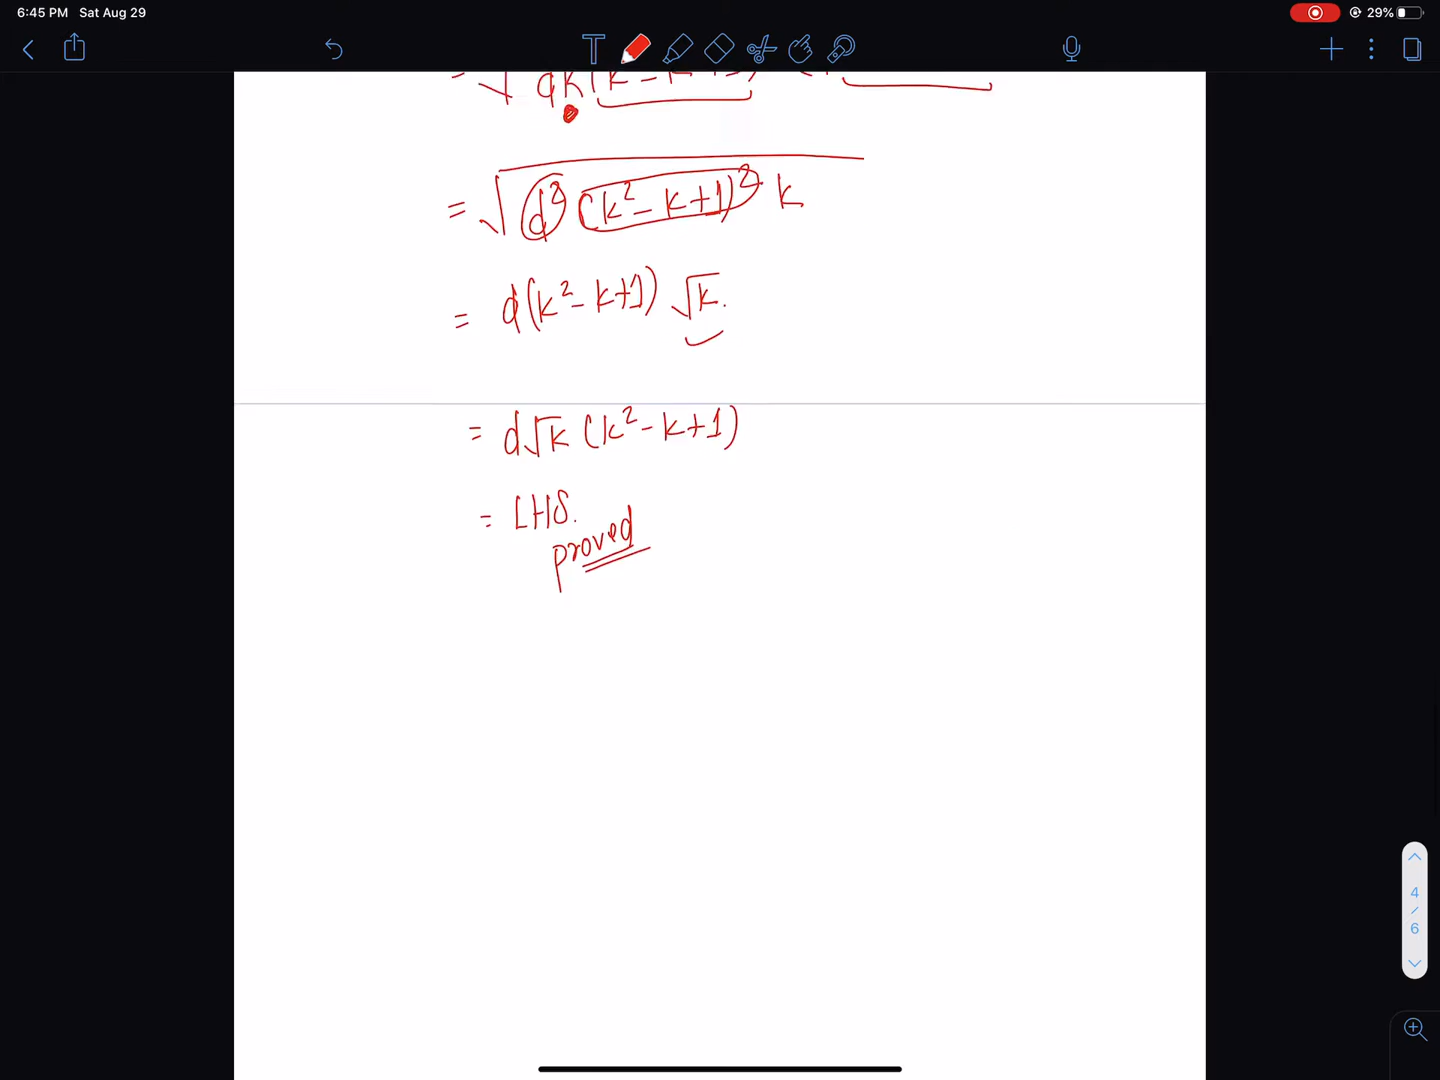 6:45 PM Sat Aug 29
29%
= √d² (k² - k+1)² k
= d(k² - k+1) √k.
= d√k (k² - k+1)
= LHS.
proved
4
/
6